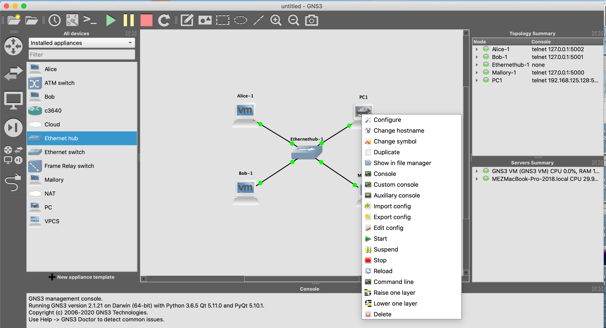 untitled - GNS3
All devices
Installed appliances
Filter
Alice
ATM switch
Bob
c3640
Cloud
Ethernet hub
Ethernet switch
Frame Relay switch
Mallory
NAT
PC
VPCS
New appliance template
Alice-1
PC1
Ethernethub-1
Bob-1
M
Configure
Change hostname
Change symbol
Duplicate
Show in file manager
Console
Custom console
Auxiliary console
Import config
Export config
Edit config
Start
Suspend
Stop
Reload
Command line
Raise one layer
Lower one layer
Delete
Topology Summary
Node Console
Alice-1 telnet 127.0.0.1:5002
Bob-1 telnet 127.0.0.1:5001
Ethernethub-1 none
Mallory-1 telnet 127.0.0.1:5000
PC1 telnet 192.168.125.128:5
Servers Summary
GNS3 VM (GNS3 VM) CPU 0.0%, RAM 1...
MEZMacBook-Pro-2018.local CPU 29.9...
Console
GNS3 management console.
Running GNS3 version 2.1.21 on Darwin (64-bit) with Python 3.6.5 Qt 5.11.0 and PyQt 5.10.1.
Copyright (c) 2006-2020 GNS3 Technologies.
Use Help -> GNS3 Doctor to detect common issues.